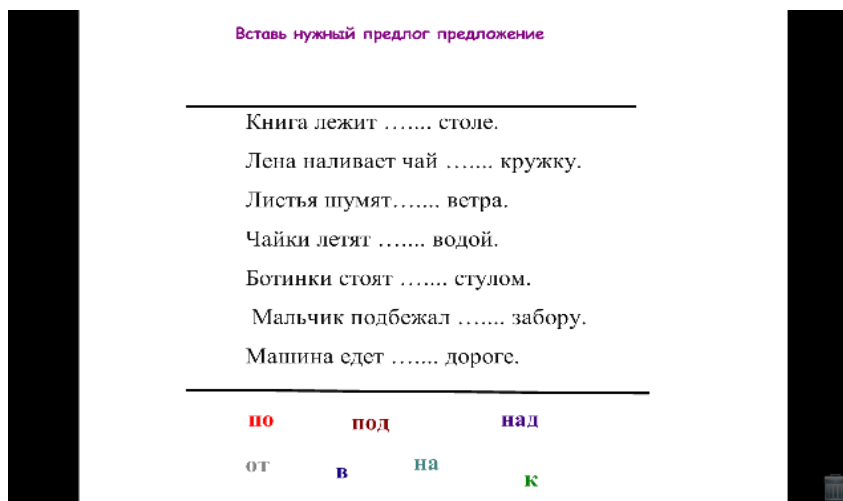 Вставь нужный предлог предложение
Книга лежит ….... столе.
Лена наливает чай ….... кружку.
Листья шумят….... ветра.
Чайки летят ….... водой.
Ботинки стоят ….... стулом.
Мальчик подбежал ….... забору.
Машина едет ….... дороге.
по под над
от в на к